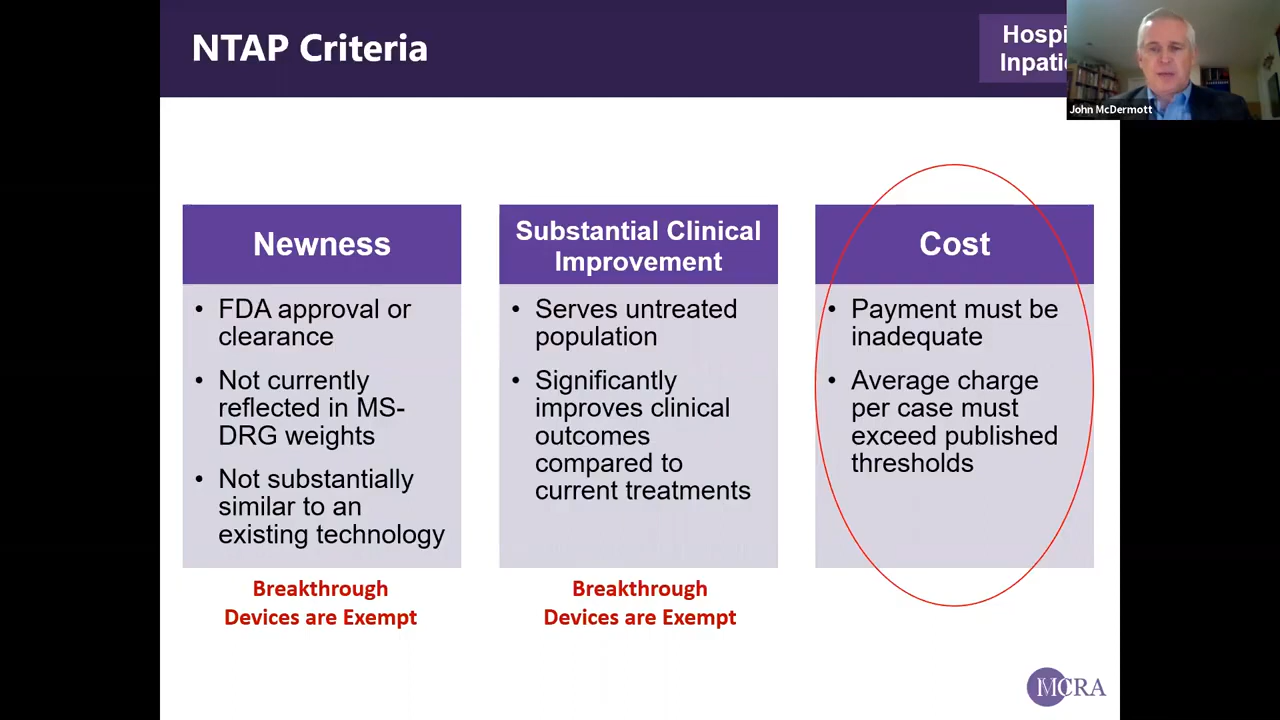 NTAP Criteria
Hospi
Inpati
John McDermott
Newness
• FDA approval or
clearance
• Not currently
reflected in MS-
DRG weights
• Not substantially
similar to an
existing technology
Breakthrough
Devices are Exempt
Substantial Clinical
Improvement
• Serves untreated
population
• Significantly
improves clinical
outcomes
compared to
current treatments
Breakthrough
Devices are Exempt
Cost
• Payment must be
inadequate
• Average charge
per case must
exceed published
thresholds
MCRA